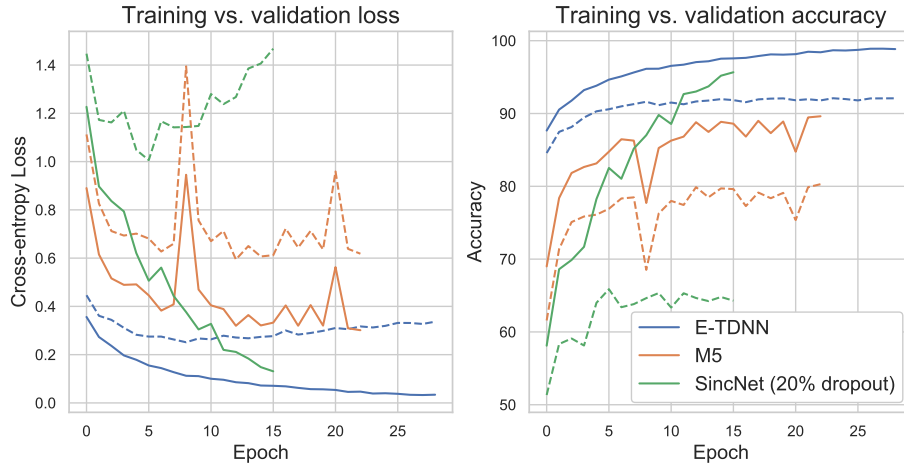 Training vs. validation loss
1.4
1.2
1.0
0.8
0.6
0.4
0.2
0.0
Cross-entropy Loss
0 5 10 15 20 25
Epoch
Training vs. validation accuracy
100
90
80
70
60
50
Accuracy
0 5 10 15 20 25
Epoch
E-TDNN
M5
SincNet (20% dropout)